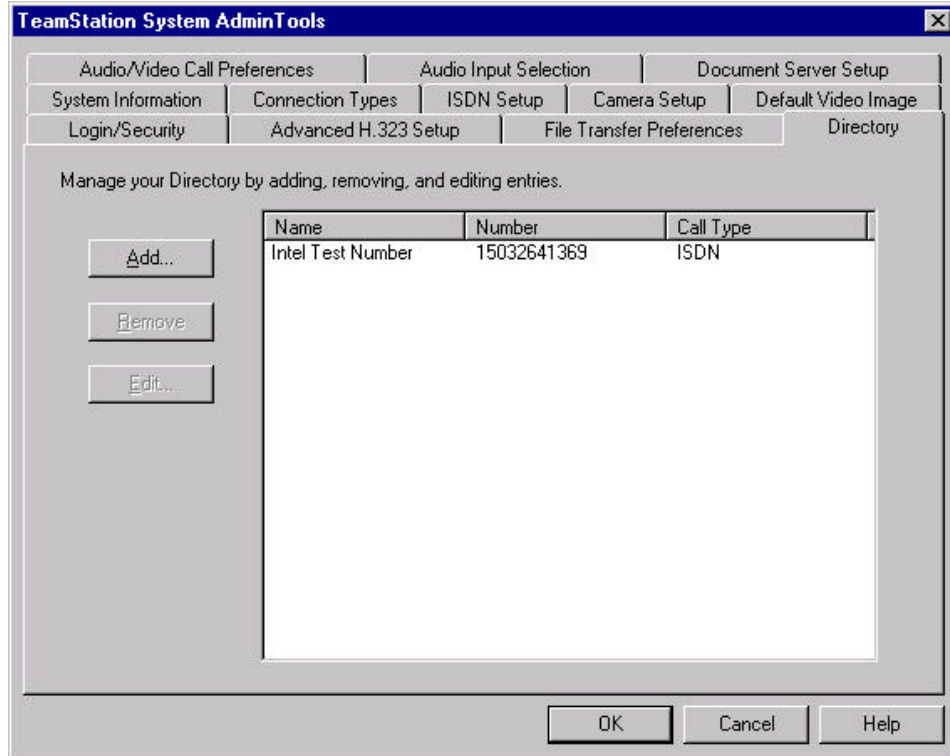 TeamStation System AdminTools
Audio/Video Call Preferences Audio Input Selection Document Server Setup
System Information Connection Types ISDN Setup Camera Setup Default Video Image
Login/Security Advanced H.323 Setup File Transfer Preferences Directory
Manage your Directory by adding, removing, and editing entries.
Name Number Call Type
Add... Intel Test Number 15032641369 ISDN
Remove
Edit...
OK Cancel Help